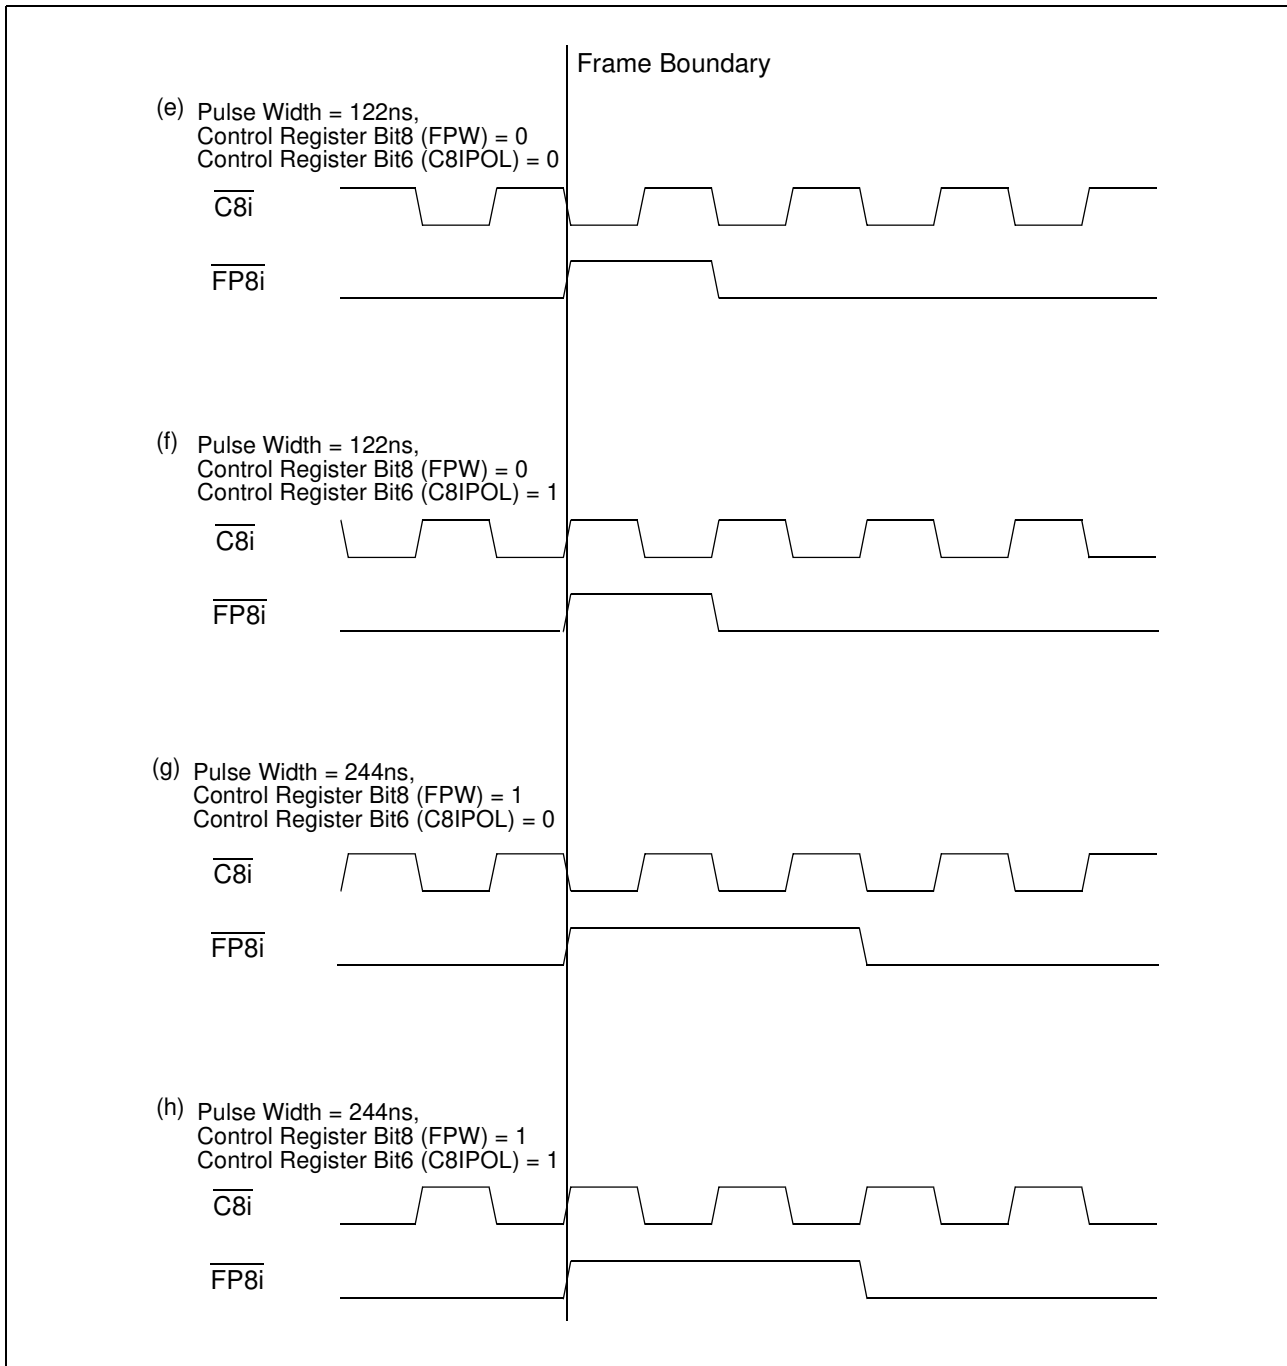 Frame Boundary
(e) Pulse Width = 122ns,
Control Register Bit8 (FPW) = 0
Control Register Bit6 (C8IPOL) = 0
C8i
FP8i
(f) Pulse Width = 122ns,
Control Register Bit8 (FPW) = 0
Control Register Bit6 (C8IPOL) = 1
C8i
FP8i
(g) Pulse Width = 244ns,
Control Register Bit8 (FPW) = 1
Control Register Bit6 (C8IPOL) = 0
C8i
FP8i
(h) Pulse Width = 244ns,
Control Register Bit8 (FPW) = 1
Control Register Bit6 (C8IPOL) = 1
C8i
FP8i